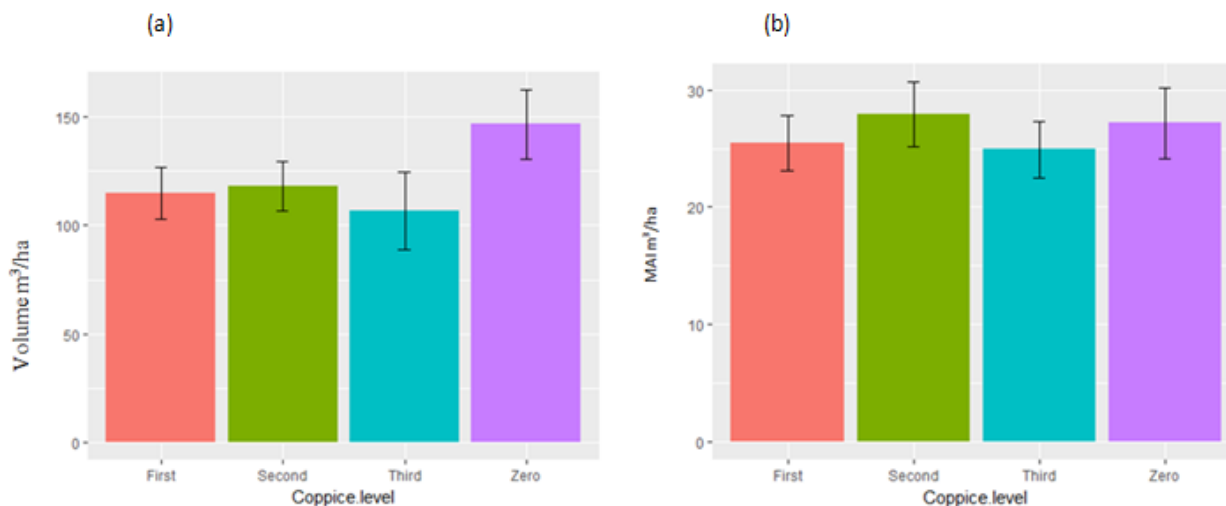 (a)
150
100
50
0
Volume m³/ha
First Second Third Zero
Coppice.level
(b)
30
20
10
0
MAI m³/ha
First Second Third Zero
Coppice.level